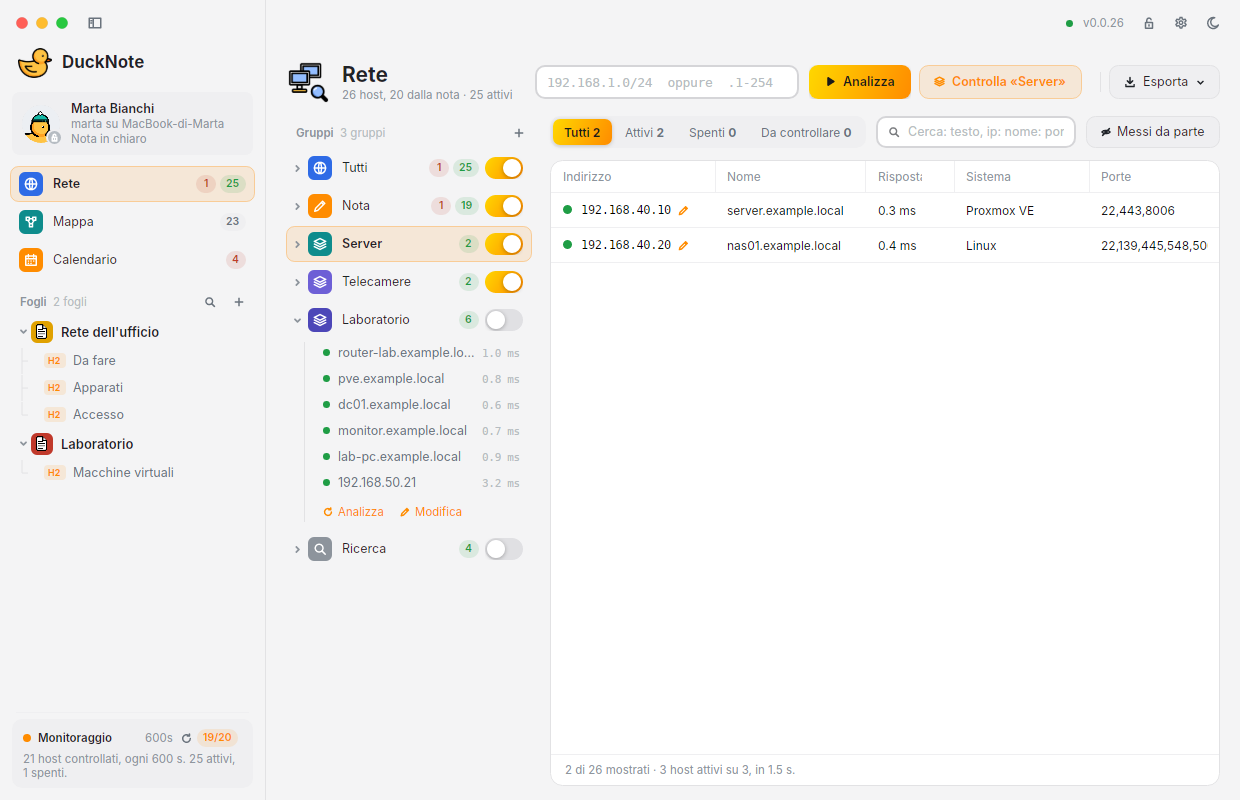 v0.0.26
DuckNote
Marta Bianchi
marta su MacBook-di-Marta
Nota in chiaro
Rete 1 25
Mappa 23
Calendario 4
Fogli 2 fogli
Rete dell'ufficio
H2 Da fare
H2 Apparati
H2 Accesso
Laboratorio
H2 Macchine virtuali
Monitoraggio 600s 19/20
21 host controllati, ogni 600 s. 25 attivi,
1 spenti.
Rete
26 host, 20 dalla nota · 25 attivi
192.168.1.0/24 oppure .1-254
Analizza
Controlla «Server»
Esporta
Gruppi 3 gruppi
Tutti 1 25
Nota 1 19
Server 2
Telecamere 2
Laboratorio 6
router-lab.example.lo... 1.0 ms
pve.example.local 0.8 ms
dc01.example.local 0.6 ms
monitor.example.local 0.7 ms
lab-pc.example.local 0.9 ms
192.168.50.21 3.2 ms
Analizza Modifica
Ricerca 4
Tutti 2 Attivi 2 Spenti 0 Da controllare 0
Cerca: testo, ip: nome: por
Messi da parte
Indirizzo Nome Risposta Sistema Porte
192.168.40.10 server.example.local 0.3 ms Proxmox VE 22,443,8006
192.168.40.20 nas01.example.local 0.4 ms Linux 22,139,445,548,50
2 di 26 mostrati · 3 host attivi su 3, in 1.5 s.